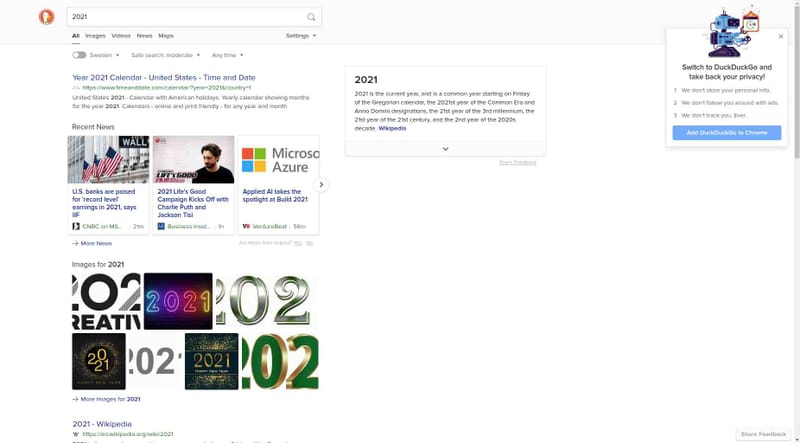 2021
All Images Videos News Maps Settings
Sweden Safe search: moderate Any time
Year 2021 Calendar - United States - Time and Date
https://www.timeanddate.com/calendar/?year=2021&country=1
United States 2021 - Calendar with American holidays. Yearly calendar showing months
for the year 2021. Calendars - online and print friendly - for any year and month
Recent News
WALL
LG
LIFE'S GOOD
Microso
Azure
U.S. banks are poised
for 'record level'
earnings in 2021, says
IIF
CNBC on MS... 21m
2021 Life's Good
Campaign Kicks Off with
Charlie Puth and
Jackson Tisi
Business Insid... 1h
Applied AI takes the
spotlight at Build 2021
VentureBeat 56m
More News
Are these links helpful? Yes No
Images for 2021
202
CREATIV
2021
202
2021
HAPPY NEW YEAR
2021
2021
HAPPY NEW YEAR
202
More Images for 2021
2021 - Wikipedia
W https://en.wikipedia.org/wiki/2021
2021
2021 is the current year, and is a common year starting on Friday
of the Gregorian calendar, the 2021st year of the Common Era and
Anno Domini designations, the 21st year of the 3rd millennium, the
21st year of the 21st century, and the 2nd year of the 2020s
decade. Wikipedia
Share Feedback
Switch to DuckDuckGo and
take back your privacy!
1 We don't store your personal info.
2 We don't follow you around with ads.
3 We don't track you. Ever.
Add DuckDuckGo to Chrome
Share Feedback